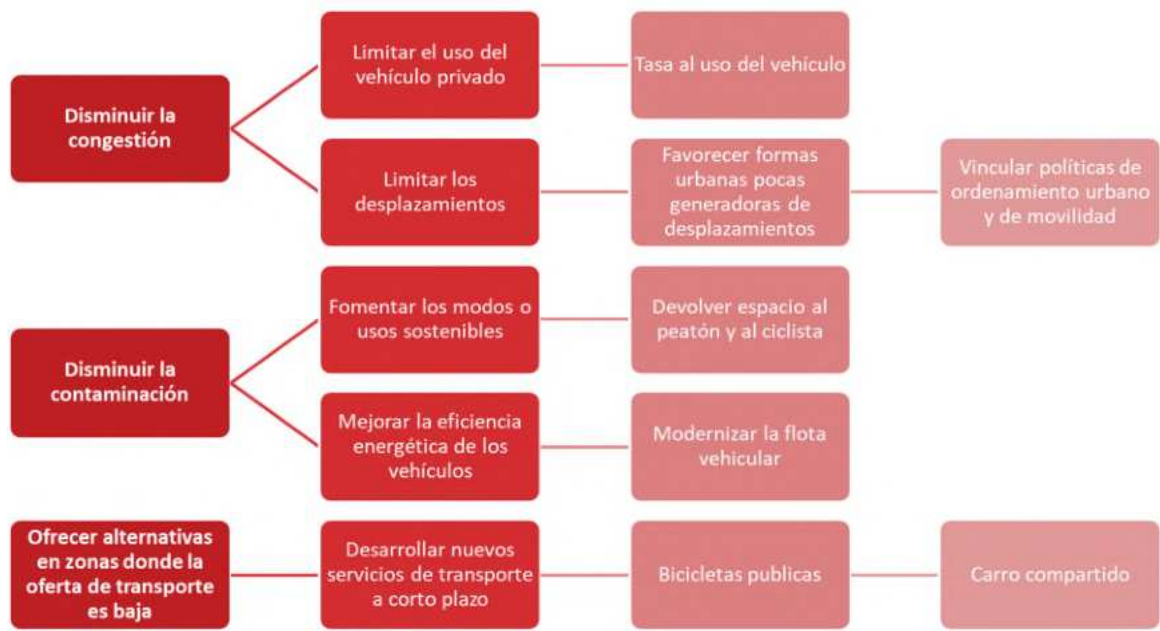 Disminuir la
congestión
Limitar el uso del
vehículo privado
Tasa al uso del vehículo
Limitar los
desplazamientos
Favorecer formas
urbanas pocas
generadoras de
desplazamientos
Vincular políticas de
ordenamiento urbano
y de movilidad
Disminuir la
contaminación
Fomentar los modos o
usos sostenibles
Devolver espacio al
peatón y al ciclista
Mejorar la eficiencia
energética de los
vehículos
Modernizar la flota
vehicular
Ofrecer alternativas
en zonas donde la
oferta de transporte
es baja
Desarrollar nuevos
servicios de transporte
a corto plazo
Bicicletas publicas
Carro compartido